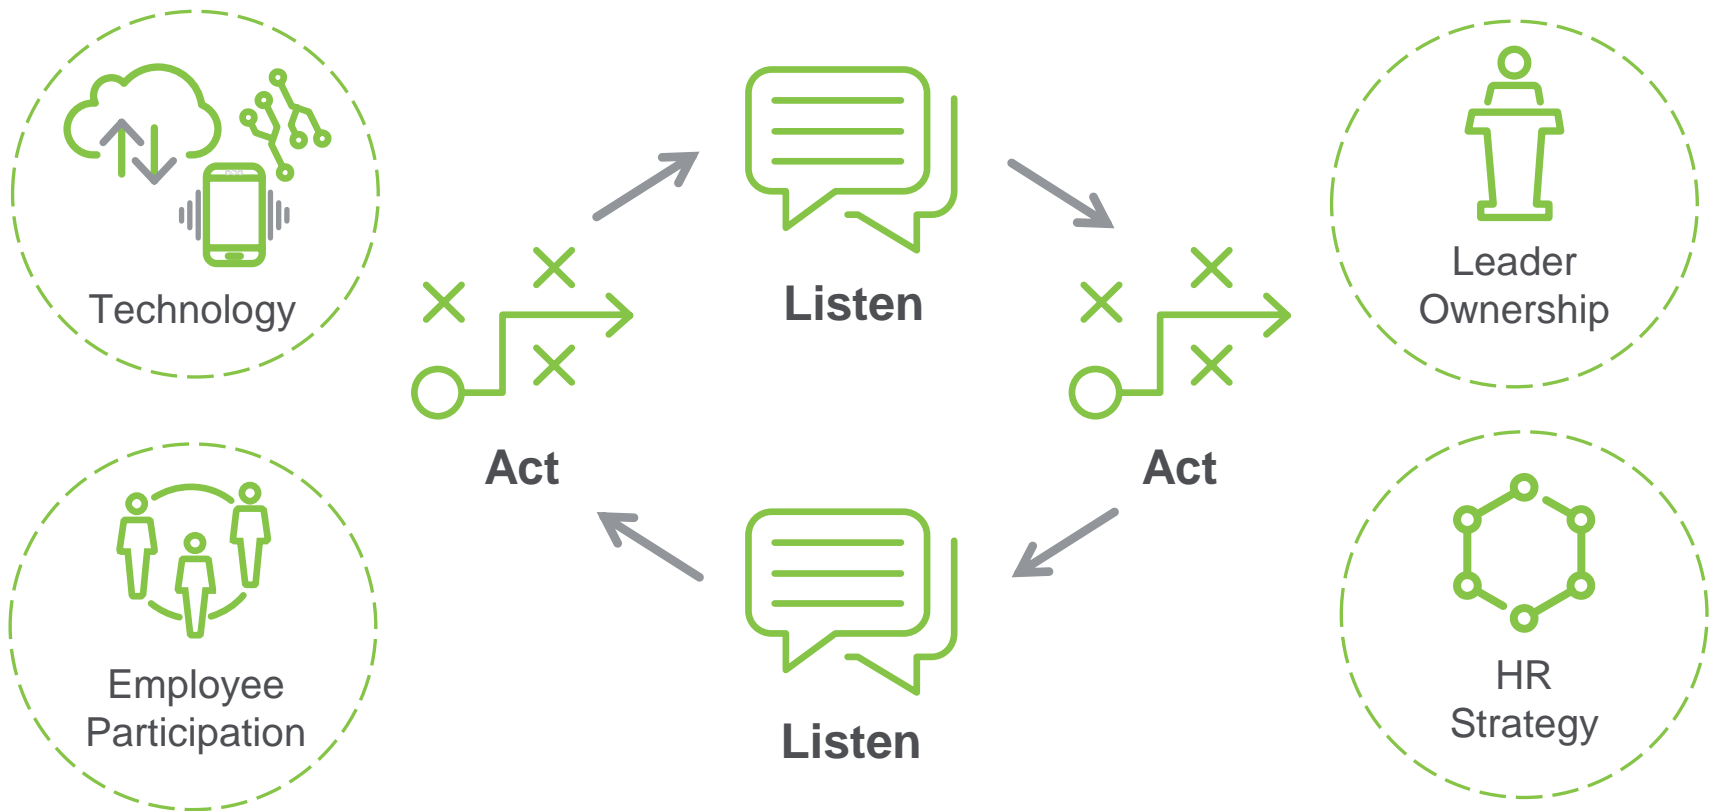 Technology
Listen
Leader
Ownership
Act
Act
Employee
Participation
Listen
HR
Strategy